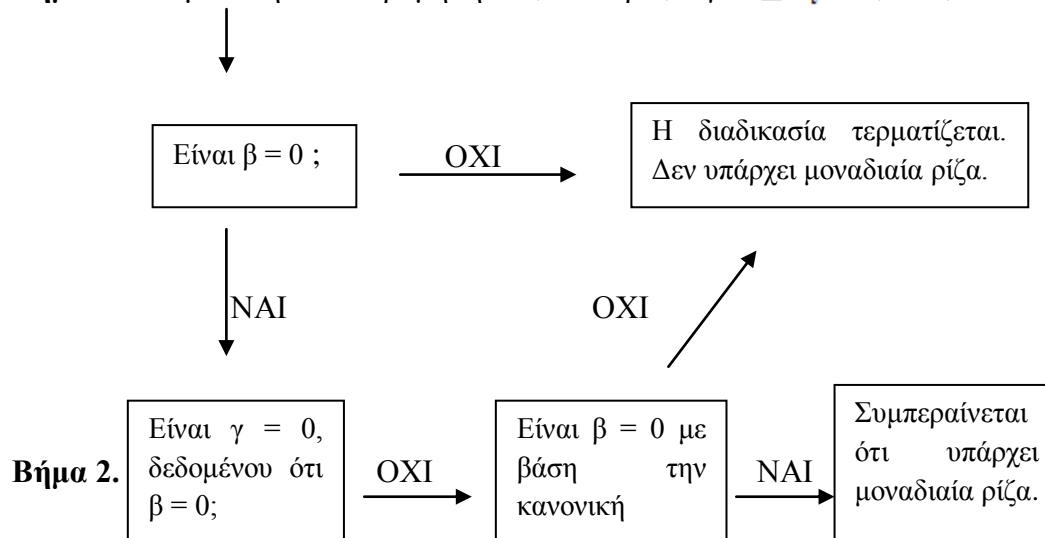 Είναι β = 0 ;
ΟΧΙ
Η διαδικασία τερματίζεται.
Δεν υπάρχει μοναδιαία ρίζα.
ΝΑΙ
ΟΧΙ
Βήμα 2.
Είναι γ = 0,
δεδομένου ότι
β = 0;
ΟΧΙ
Είναι β = 0 με
βάση την
κανονική
ΝΑΙ
Συμπεραίνεται
ότι υπάρχει
μοναδιαία ρίζα.